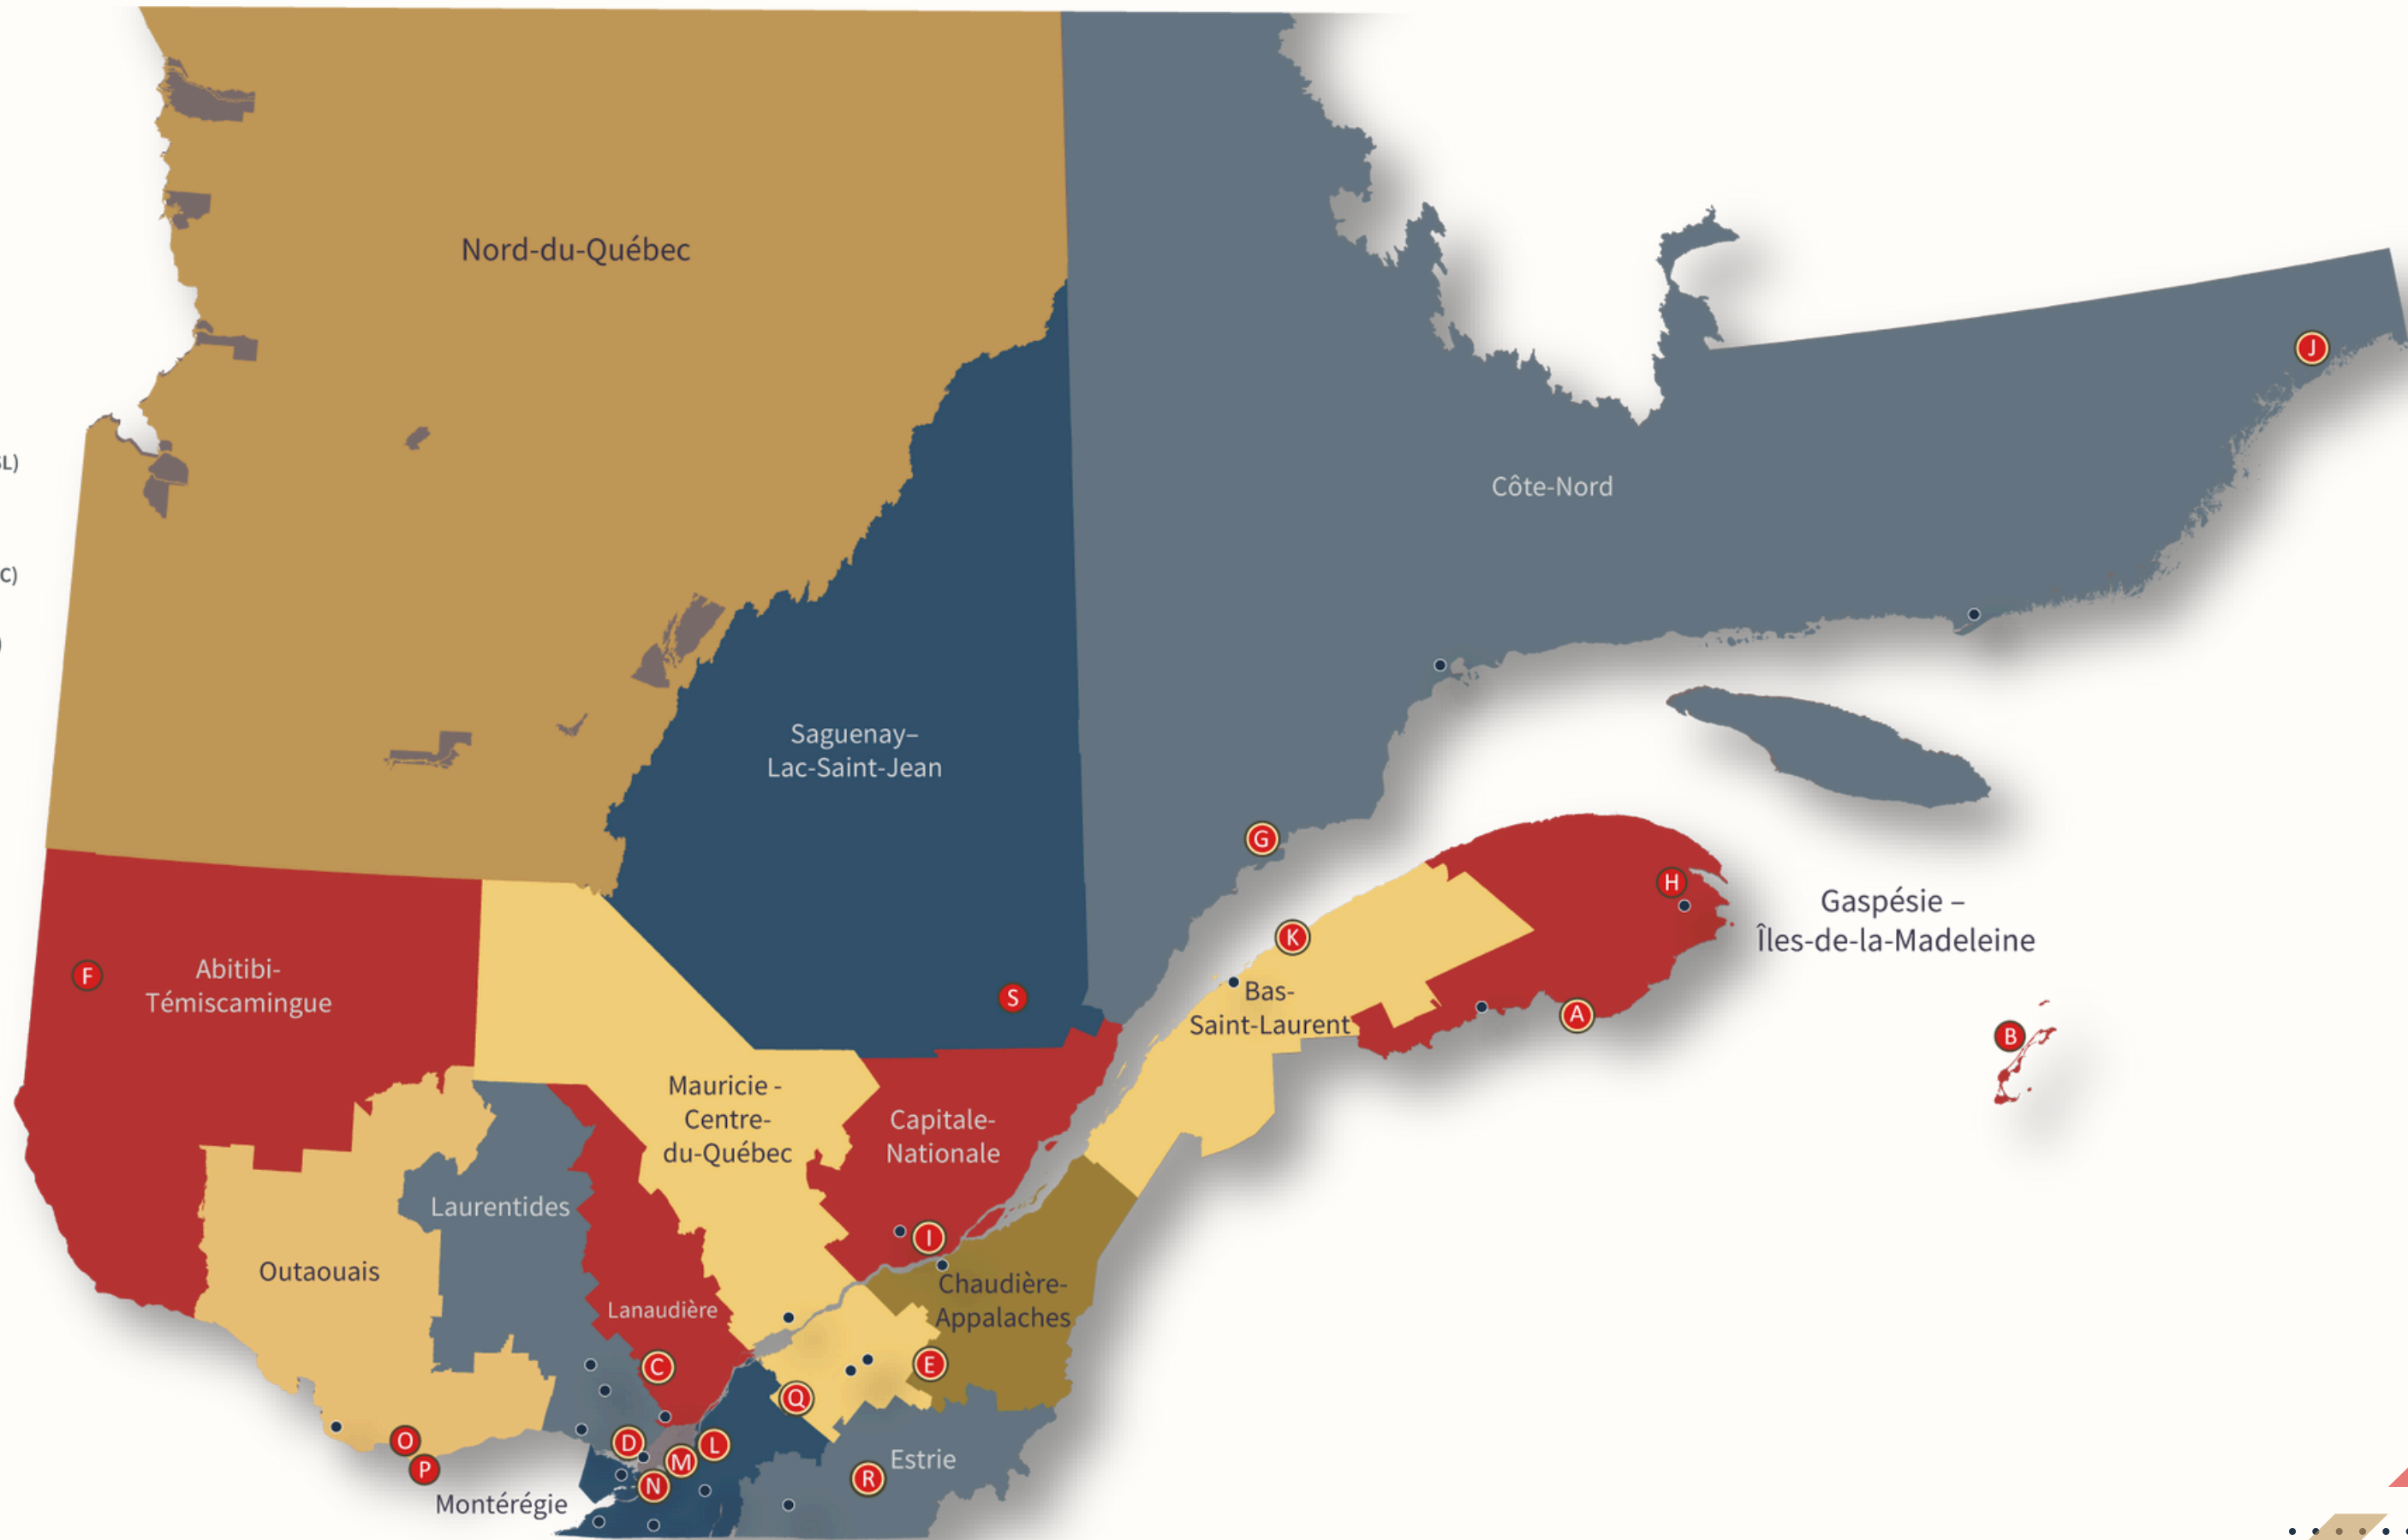 Nord-du-Québec
J
SL)
Côte-Nord
C)
)
Saguenay–
Lac-Saint-Jean
G
H
Gaspésie –
Îles-de-la-Madeleine
K
Abitibi-
Témiscamingue
F
S
Bas-
Saint-Laurent
A
B
Mauricie -
Centre-
du-Québec
Capitale-
Nationale
Laurentides
I
Outaouais
Chaudière-
Appalaches
Lanaudière
C
E
Q
O
D
L
M
P
N
R
Estrie
Montérégie